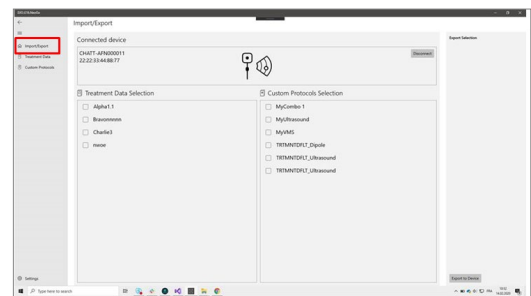 Import/Export
Import/Export
Treatment Data
Custom Protocols
Settings
Connected device
CHATT-AFN000011
22:22:33:44:88:77
Disconnect
Treatment Data Selection
Alpha1.1
Bravonnnnn
Charlie3
nwoe
Custom Protocols Selection
MyCombo 1
MyUltrasound
MyVMS
TRTMNTDFLT_Dipole
TRTMNTDFLT_Ultrasound
TRTMNTDFLT_Ultrasound
Export Selection
Export to Device
Type here to search